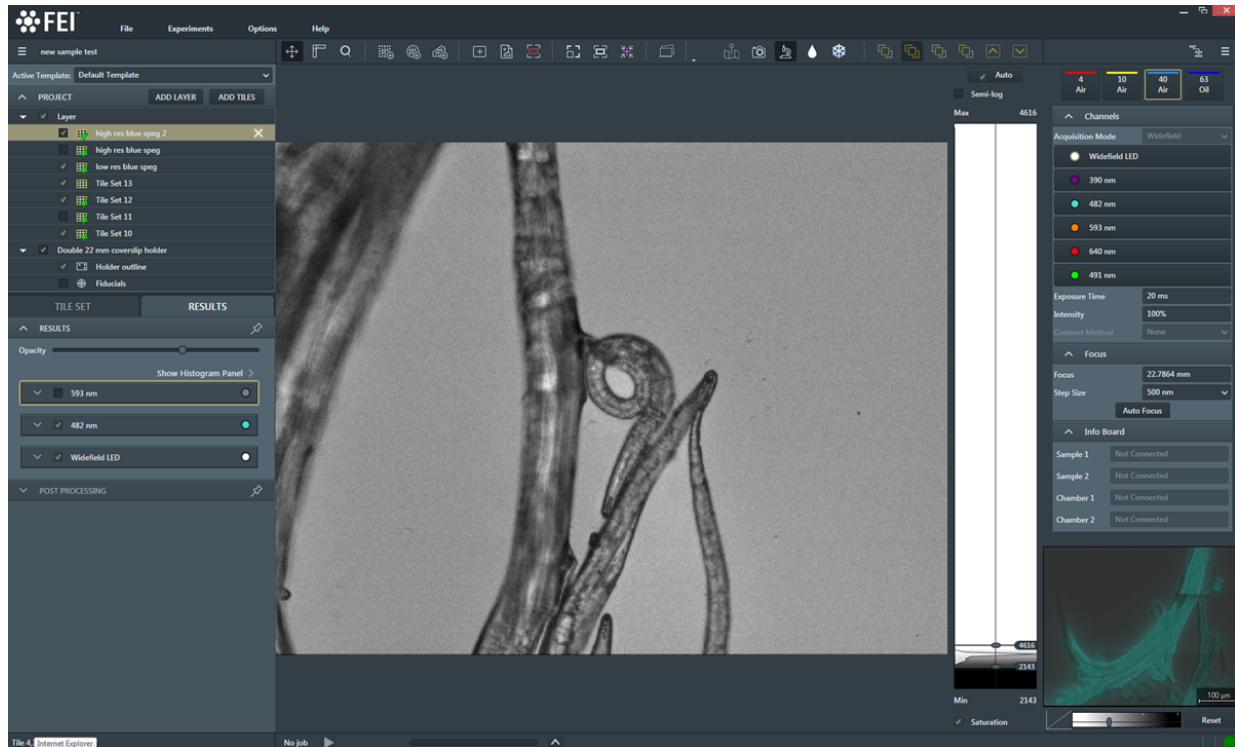 FEI
File Experiments Options Help
new sample test
Active Template: Default Template
PROJECT ADD LAYER ADD TILES
Layer
high res blue speg 2
high res blue speg
low res blue speg
Tile Set 13
Tile Set 12
Tile Set 11
Tile Set 10
Double 22 mm coverslip holder
Holder outline
Fiducials
TILE SET RESULTS
RESULTS
Opacity
Show Histogram Panel >
593 nm
482 nm
Widefield LED
POST PROCESSING
Tile 4, Internet Explorer
No job
Auto
Semi-log
Max 4616
4616
2143
Min 2143
Saturation
4 10 40 63
Air Air Air Oil
Channels
Acquisition Mode Widefield
Widefield LED
390 nm
482 nm
593 nm
640 nm
491 nm
Exposure Time 20 ms
Intensity 100%
Contrast Method None
Focus
Focus 22.7864 mm
Step Size 500 nm
Auto Focus
Info Board
Sample 1 Not Connected
Sample 2 Not Connected
Chamber 1 Not Connected
Chamber 2 Not Connected
100 µm
Reset